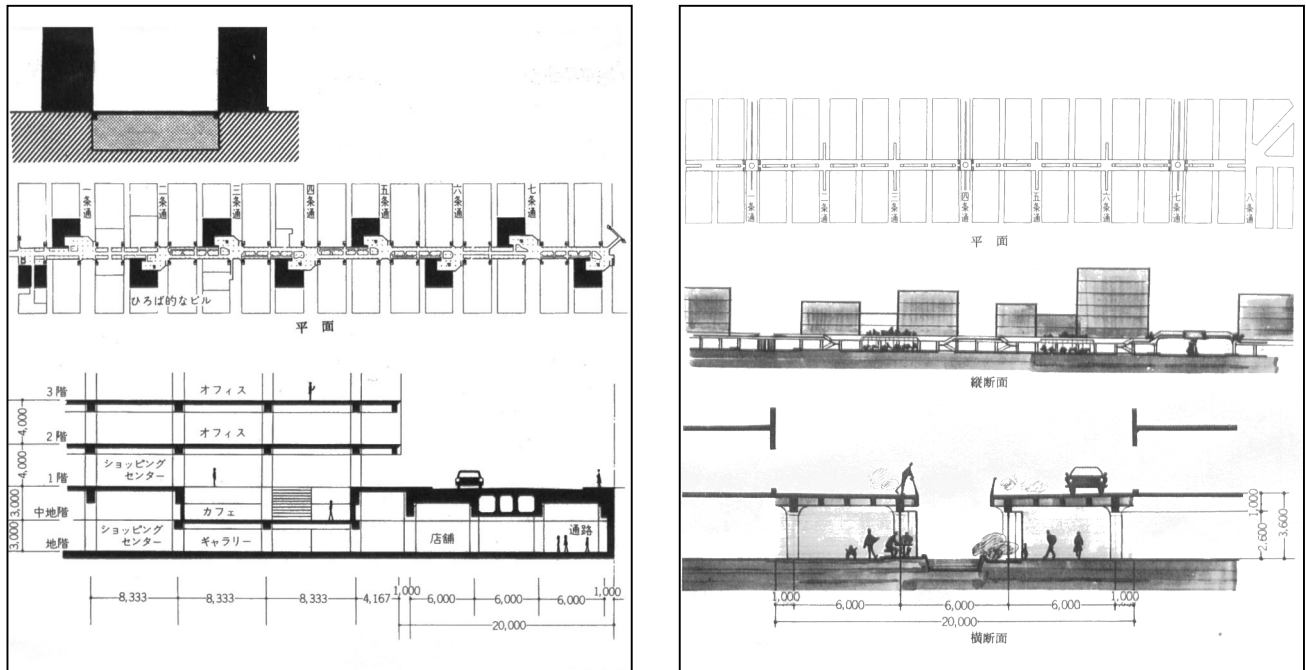 一条通
二条通
三条通
四条通
五条通
六条通
七条通
ひろば的なビル
平面
3階
オフィス
4,000
2階
オフィス
4,000
ショッピング
センター
1階
3,000
カフェ
中地階
3,000
ショッピング
センター
ギャラリー
店舗
通路
地階
8,333
8,333
8,333
4,167
1,000
6,000
6,000
6,000
1,000
20,000
一条通
二条通
三条通
四条通
五条通
六条通
七条通
八条通
平面
縦断面
1,000
2,600
3,600
1,000
6,000
6,000
6,000
1,000
20,000
横断面